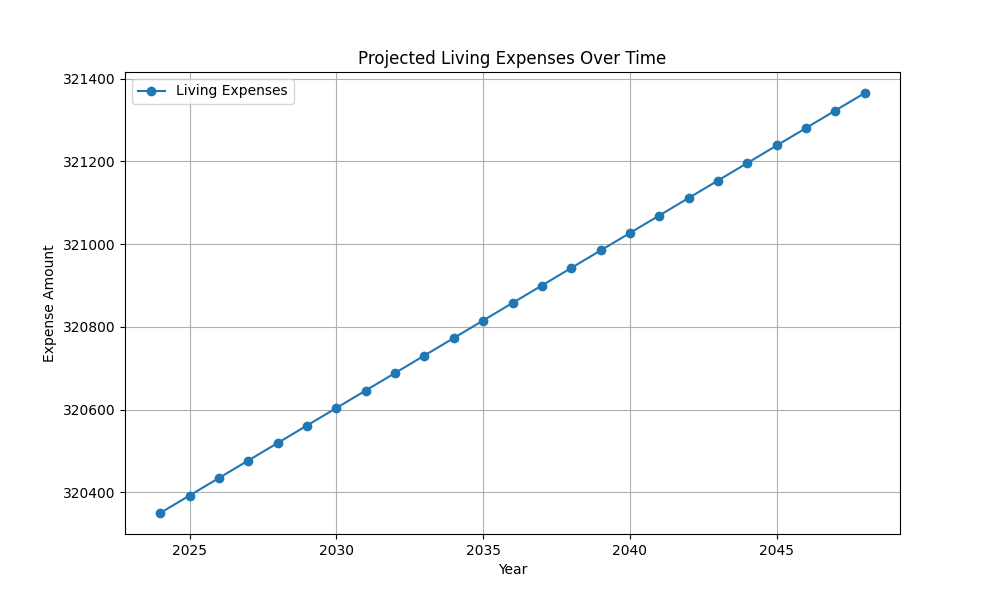 Projected Living Expenses Over Time
Living Expenses
321400
321200
321000
320800
320600
320400
Expense Amount
2025 2030 2035 2040 2045
Year